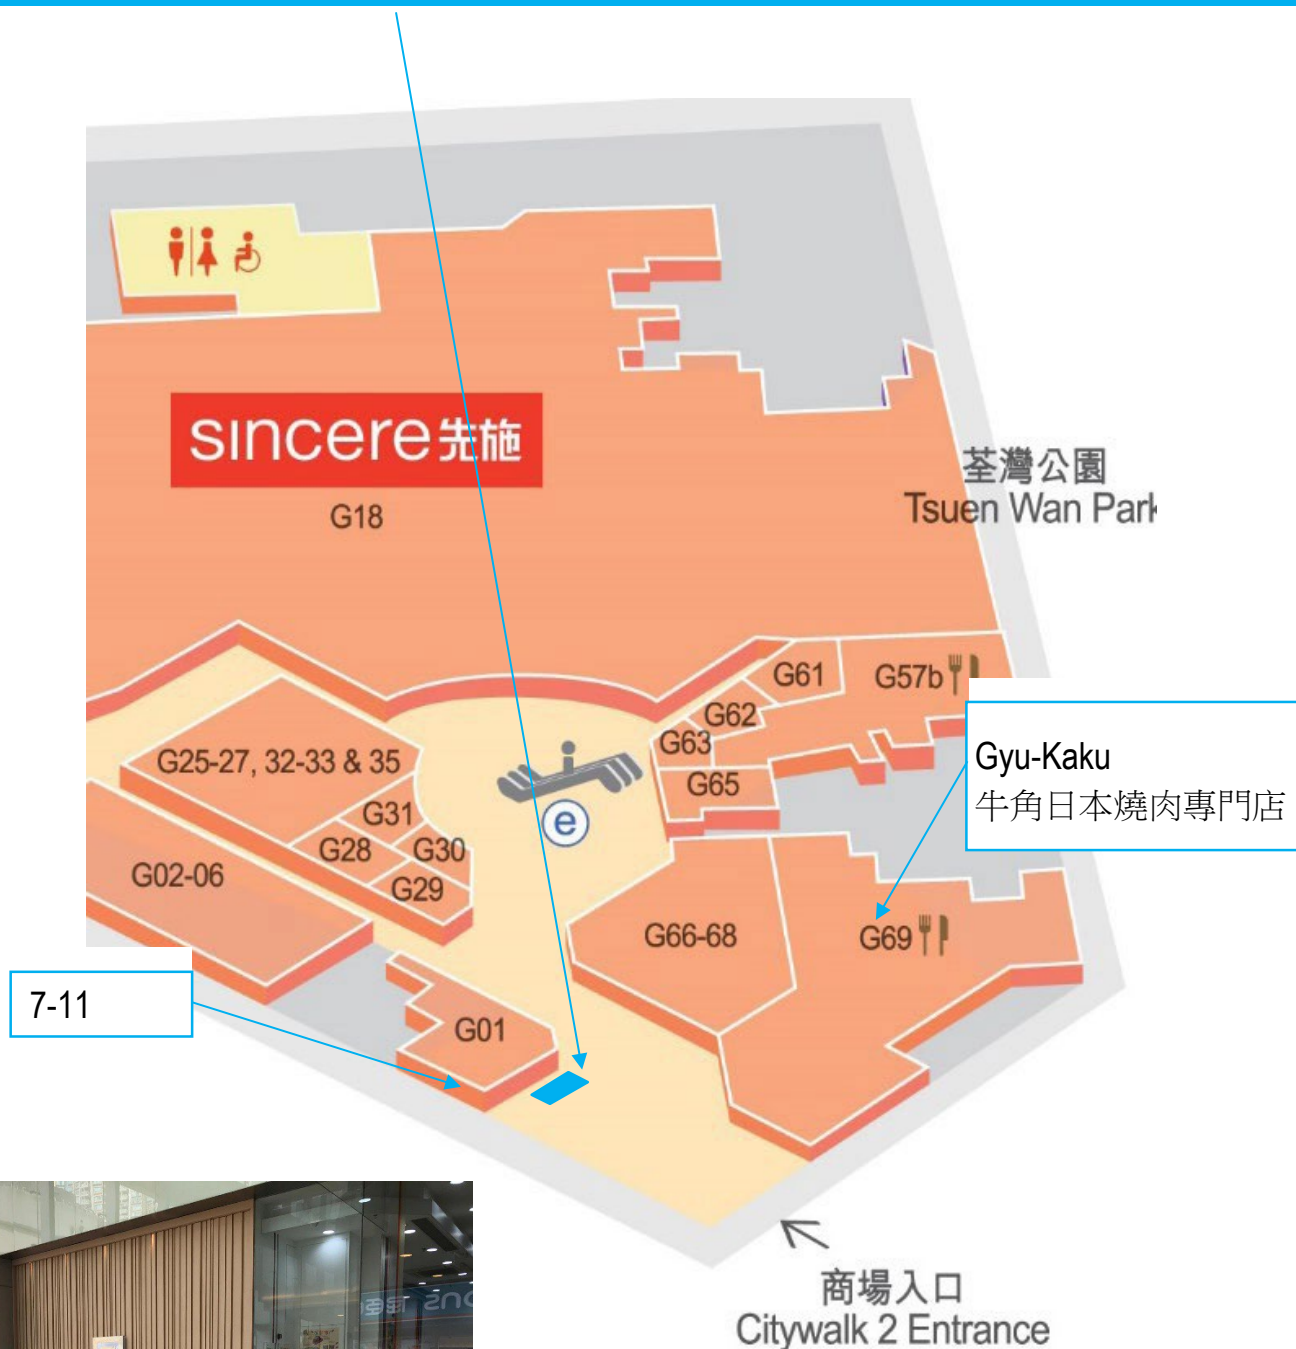 sincere先施
G18
荃灣公園
Tsuen Wan Park
G61
G57b
G62
G63
G65
Gyu-Kaku
牛角日本燒肉專門店
G25-27, 32-33 & 35
G31
G28
G30
G29
e
G02-06
G66-68
G69
7-11
G01
商場入口
Citywalk 2 Entrance